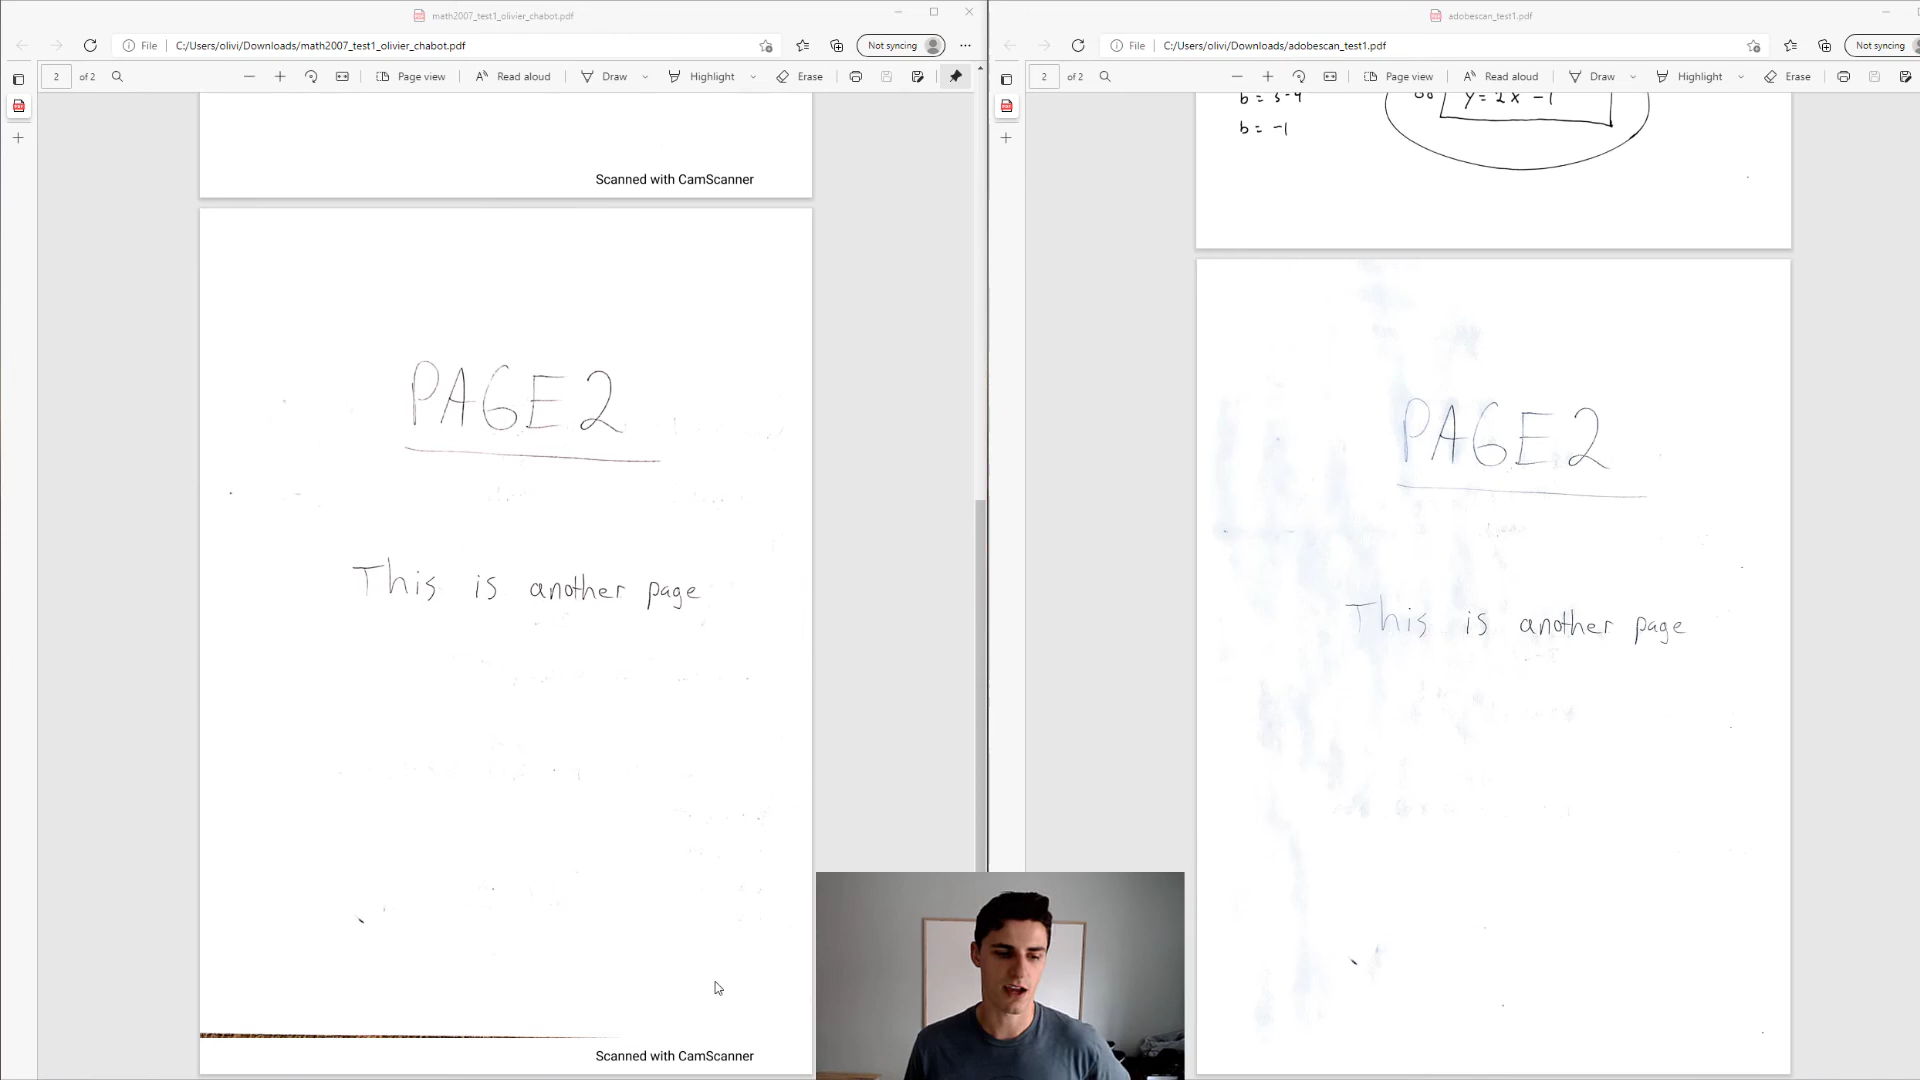 math2007_test1_olivier_chabot.pdf
File C:/Users/olivi/Downloads/math2007_test1_olivier_chabot.pdf Not syncing
2 of 2 Page view Read aloud Draw Highlight Erase
Scanned with CamScanner
PAGE 2
This is another page
Scanned with CamScanner
adobescan_test1.pdf
File C:/Users/olivi/Downloads/adobescan_test1.pdf Not syncing
2 of 2 Page view Read aloud Draw Highlight Erase
y = 2x - 1
b = -1
PAGE 2
This is another page